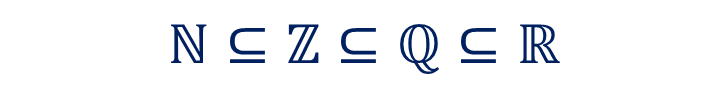 ℕ ⊆ ℤ ⊆ ℚ ⊆ ℝ